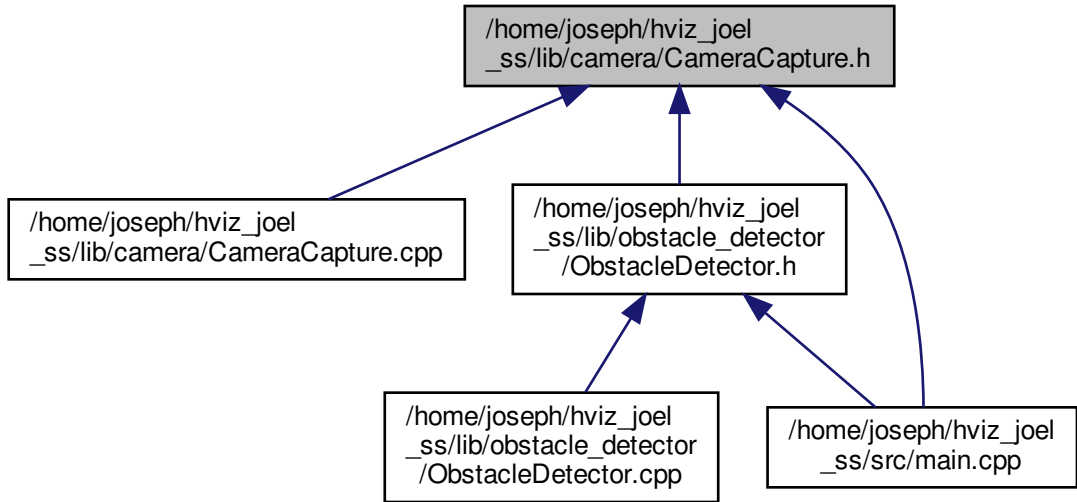 /home/joseph/hviz_joel
_ss/lib/camera/CameraCapture.h
/home/joseph/hviz_joel
_ss/lib/camera/CameraCapture.cpp
/home/joseph/hviz_joel
_ss/lib/obstacle_detector
/ObstacleDetector.h
/home/joseph/hviz_joel
_ss/lib/obstacle_detector
/ObstacleDetector.cpp
/home/joseph/hviz_joel
_ss/src/main.cpp